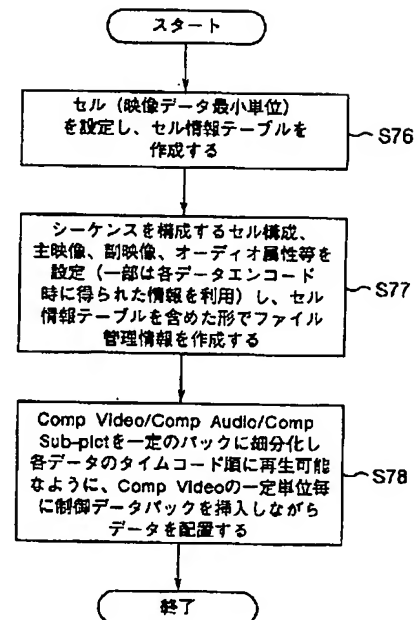 スタート
セル（映像データ最小単位）
を設定し、セル情報テーブルを
作成する
S76
シーケンスを構成するセル構成、
主映像、副映像、オーディオ属性等を
設定（一部は各データエンコード
時に得られた情報を利用）し、セル
情報テーブルを含めた形でファイル
管理情報を作成する
S77
Comp Video/Comp Audio/Comp
Sub-pictを一定のパックに細分化し
各データのタイムコード順に再生可能
なように、Comp Videoの一定単位毎
に制御データパックを挿入しながら
データを配置する
S78
終了